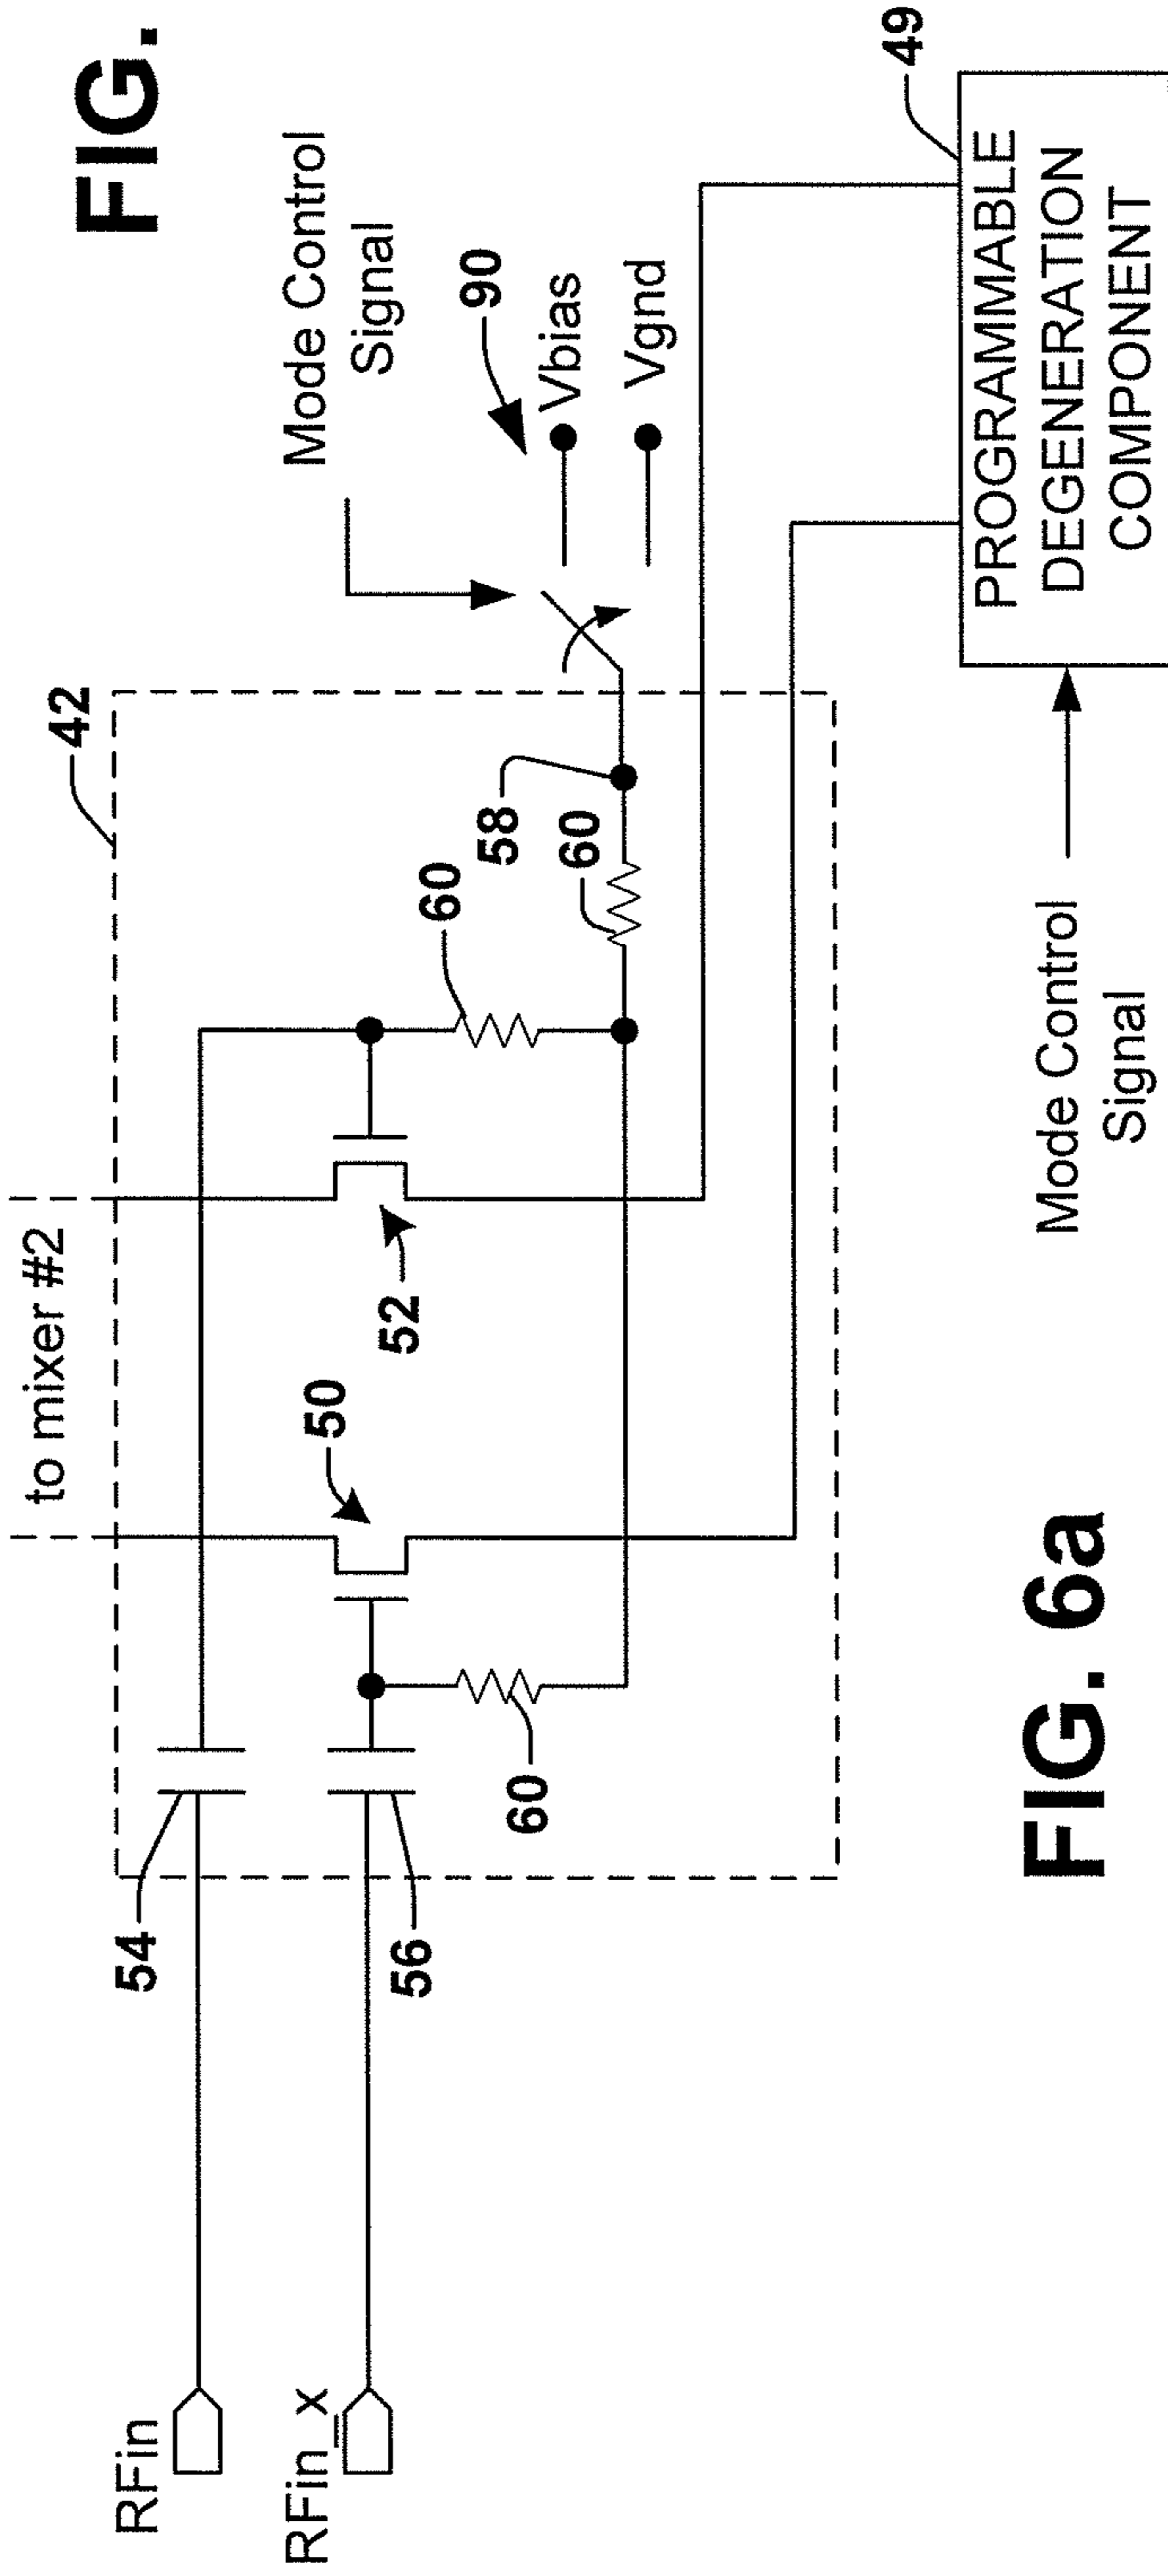 FIG.
to mixer #2
42
Mode Control
Signal
90
Vbias
Vgnd
RFin
54
RFin_x
56
50
52
60
60
58
60
49
PROGRAMMABLE
DEGENERATION
COMPONENT
Mode Control
Signal
FIG. 6a